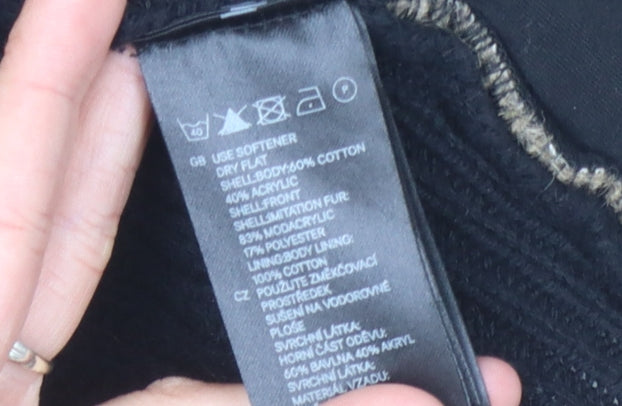 40
P
GB USE SOFTENER
DRY FLAT
SHELL:BODY:60% COTTON
40% ACRYLIC
SHELL:FRONT
SHELL:IMITATION FUR:
83% MODACRYLIC
17% POLYESTER
LINING:BODY LINING:
100% COTTON
CZ POUŽIJTE ZMĚKČOVACÍ
PROSTŘEDEK
SUŠENÍ NA VODOROVNÉ
PLOŠE
SVRCHNÍ LÁTKA:
HORNÍ ČÁST ODĚVU:
60% BAVLNA 40% AKRYL
SVRCHNÍ LÁTKA:
MATERIÁL VZADU: